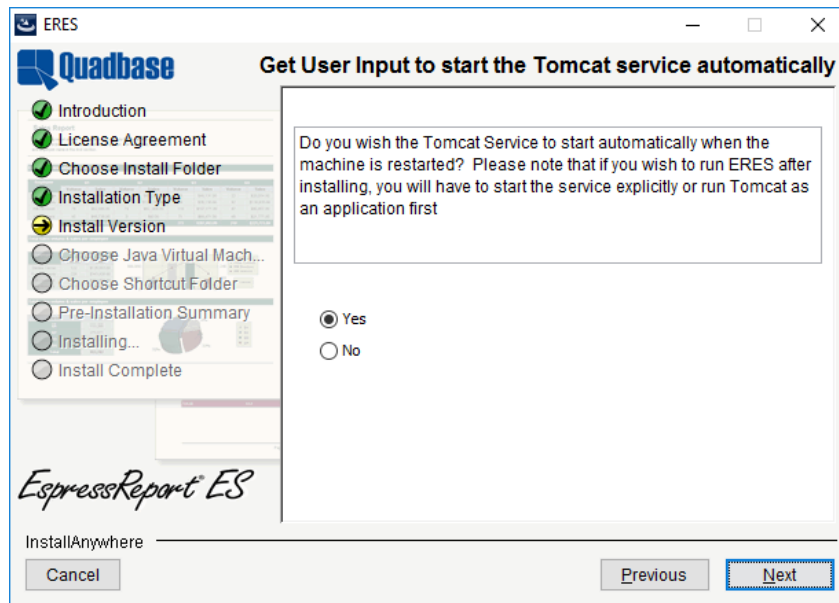 ERES
Quadbase
Get User Input to start the Tomcat service automatically
Introduction
License Agreement
Choose Install Folder
Installation Type
Install Version
Choose Java Virtual Mach...
Choose Shortcut Folder
Pre-Installation Summary
Installing...
Install Complete
Do you wish the Tomcat Service to start automatically when the
machine is restarted?  Please note that if you wish to run ERES after
installing, you will have to start the service explicitly or run Tomcat as
an application first
Yes
No
EspressReport® ES
InstallAnywhere
Cancel
Previous
Next